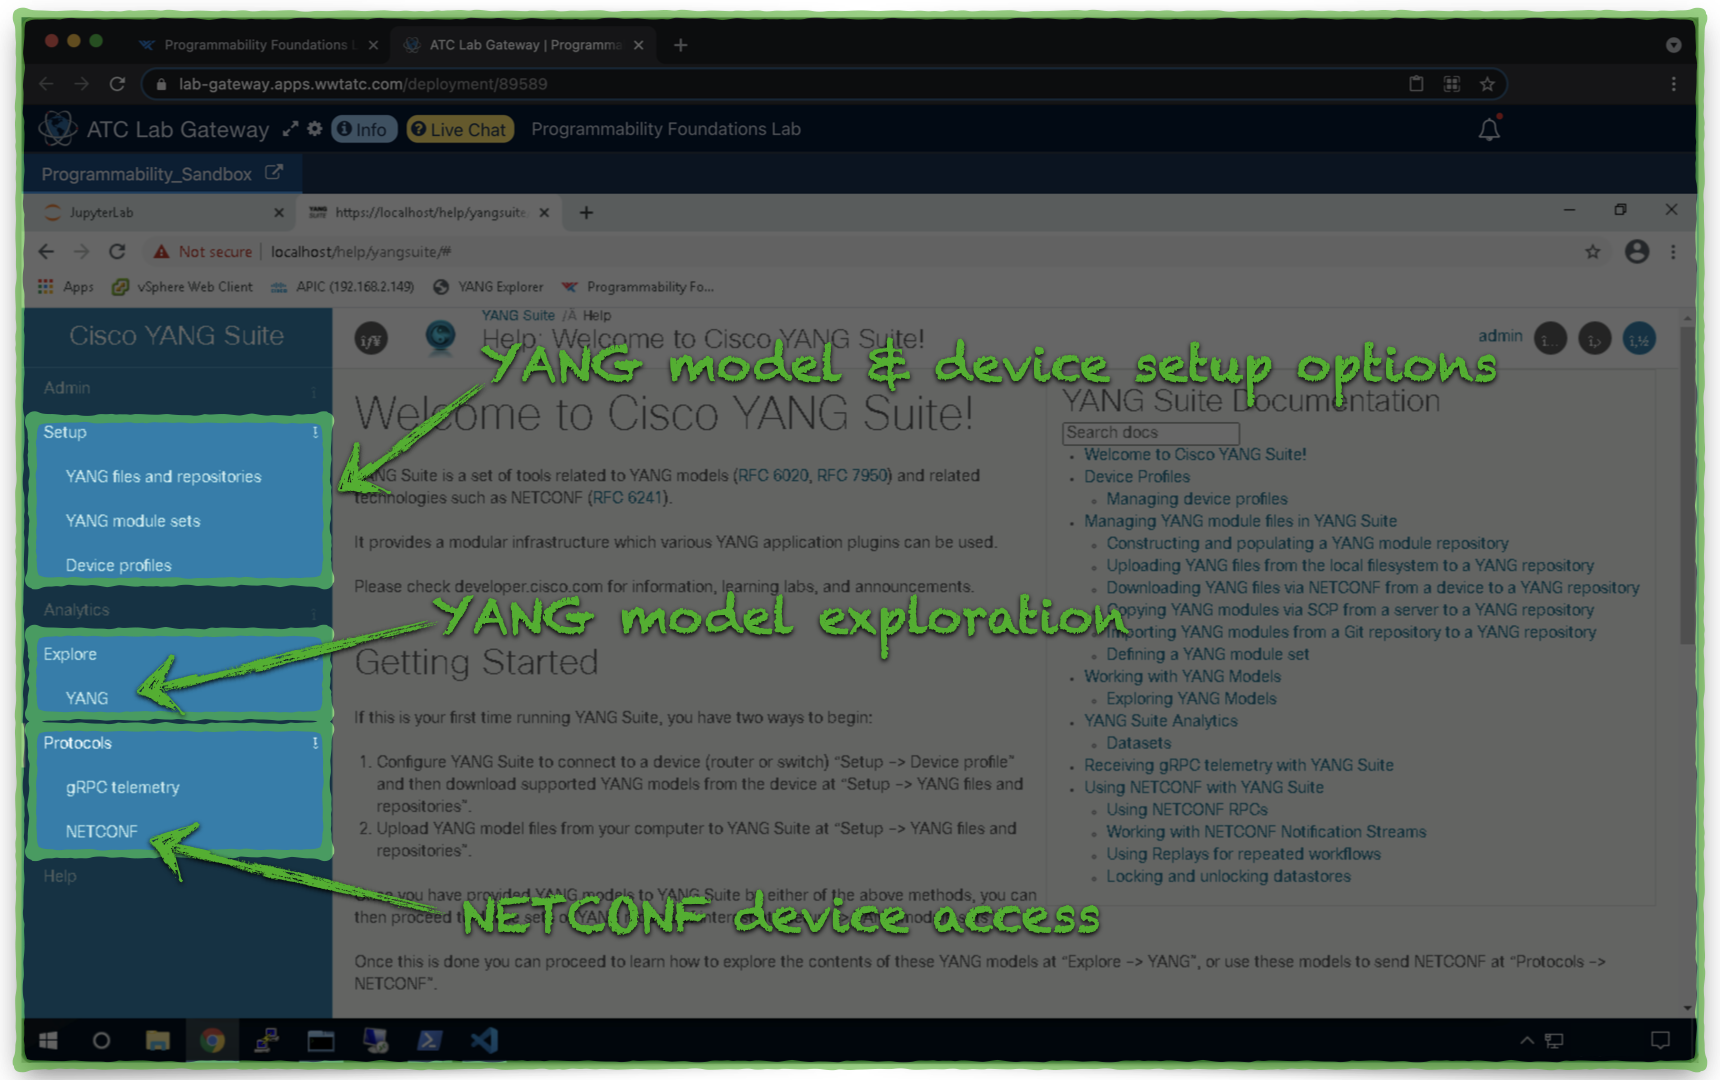 Programmability Foundations L
ATC Lab Gateway | Programma
lab-gateway.apps.wwtatc.com/deployment/89589
ATC Lab Gateway Info Live Chat Programmability Foundations Lab
Programmability_Sandbox
JupyterLab
https://localhost/help/yangsuite
Not secure localhost/help/yangsuite/#
Apps vSphere Web Client APIC (192.168.2.149) YANG Explorer Programmability Fo...
Cisco YANG Suite
Admin
Setup
YANG files and repositories
YANG module sets
Device profiles
Analytics
Explore
YANG
Protocols
gRPC telemetry
NETCONF
Help
YANG Suite /Â Help
Help: Welcome to Cisco YANG Suite!
admin
YANG model & device setup options
Welcome to Cisco YANG Suite!
YANG Suite is a set of tools related to YANG models (RFC 6020, RFC 7950) and related
technologies such as NETCONF (RFC 6241).
It provides a modular infrastructure which various YANG application plugins can be used.
Please check developer.cisco.com for information, learning labs, and announcements.
YANG model exploration
Getting Started
If this is your first time running YANG Suite, you have two ways to begin:
1. Configure YANG Suite to connect to a device (router or switch) “Setup -> Device profile”
and then download supported YANG models from the device at “Setup -> YANG files and
repositories”.
2. Upload YANG model files from your computer to YANG Suite at “Setup -> YANG files and
repositories”.
Once you have provided YANG models to YANG Suite by either of the above methods, you can
then proceed
NETCONF device access
Once this is done you can proceed to learn how to explore the contents of these YANG models at “Explore -> YANG”, or use these models to send NETCONF at “Protocols ->
NETCONF”.
YANG Suite Documentation
Search docs
Welcome to Cisco YANG Suite!
Device Profiles
Managing device profiles
Managing YANG module files in YANG Suite
Constructing and populating a YANG module repository
Uploading YANG files from the local filesystem to a YANG repository
Downloading YANG files via NETCONF from a device to a YANG repository
Copying YANG modules via SCP from a server to a YANG repository
Importing YANG modules from a Git repository to a YANG repository
Defining a YANG module set
Working with YANG Models
Exploring YANG Models
YANG Suite Analytics
Datasets
Receiving gRPC telemetry with YANG Suite
Using NETCONF with YANG Suite
Using NETCONF RPCs
Working with NETCONF Notification Streams
Using Replays for repeated workflows
Locking and unlocking datastores